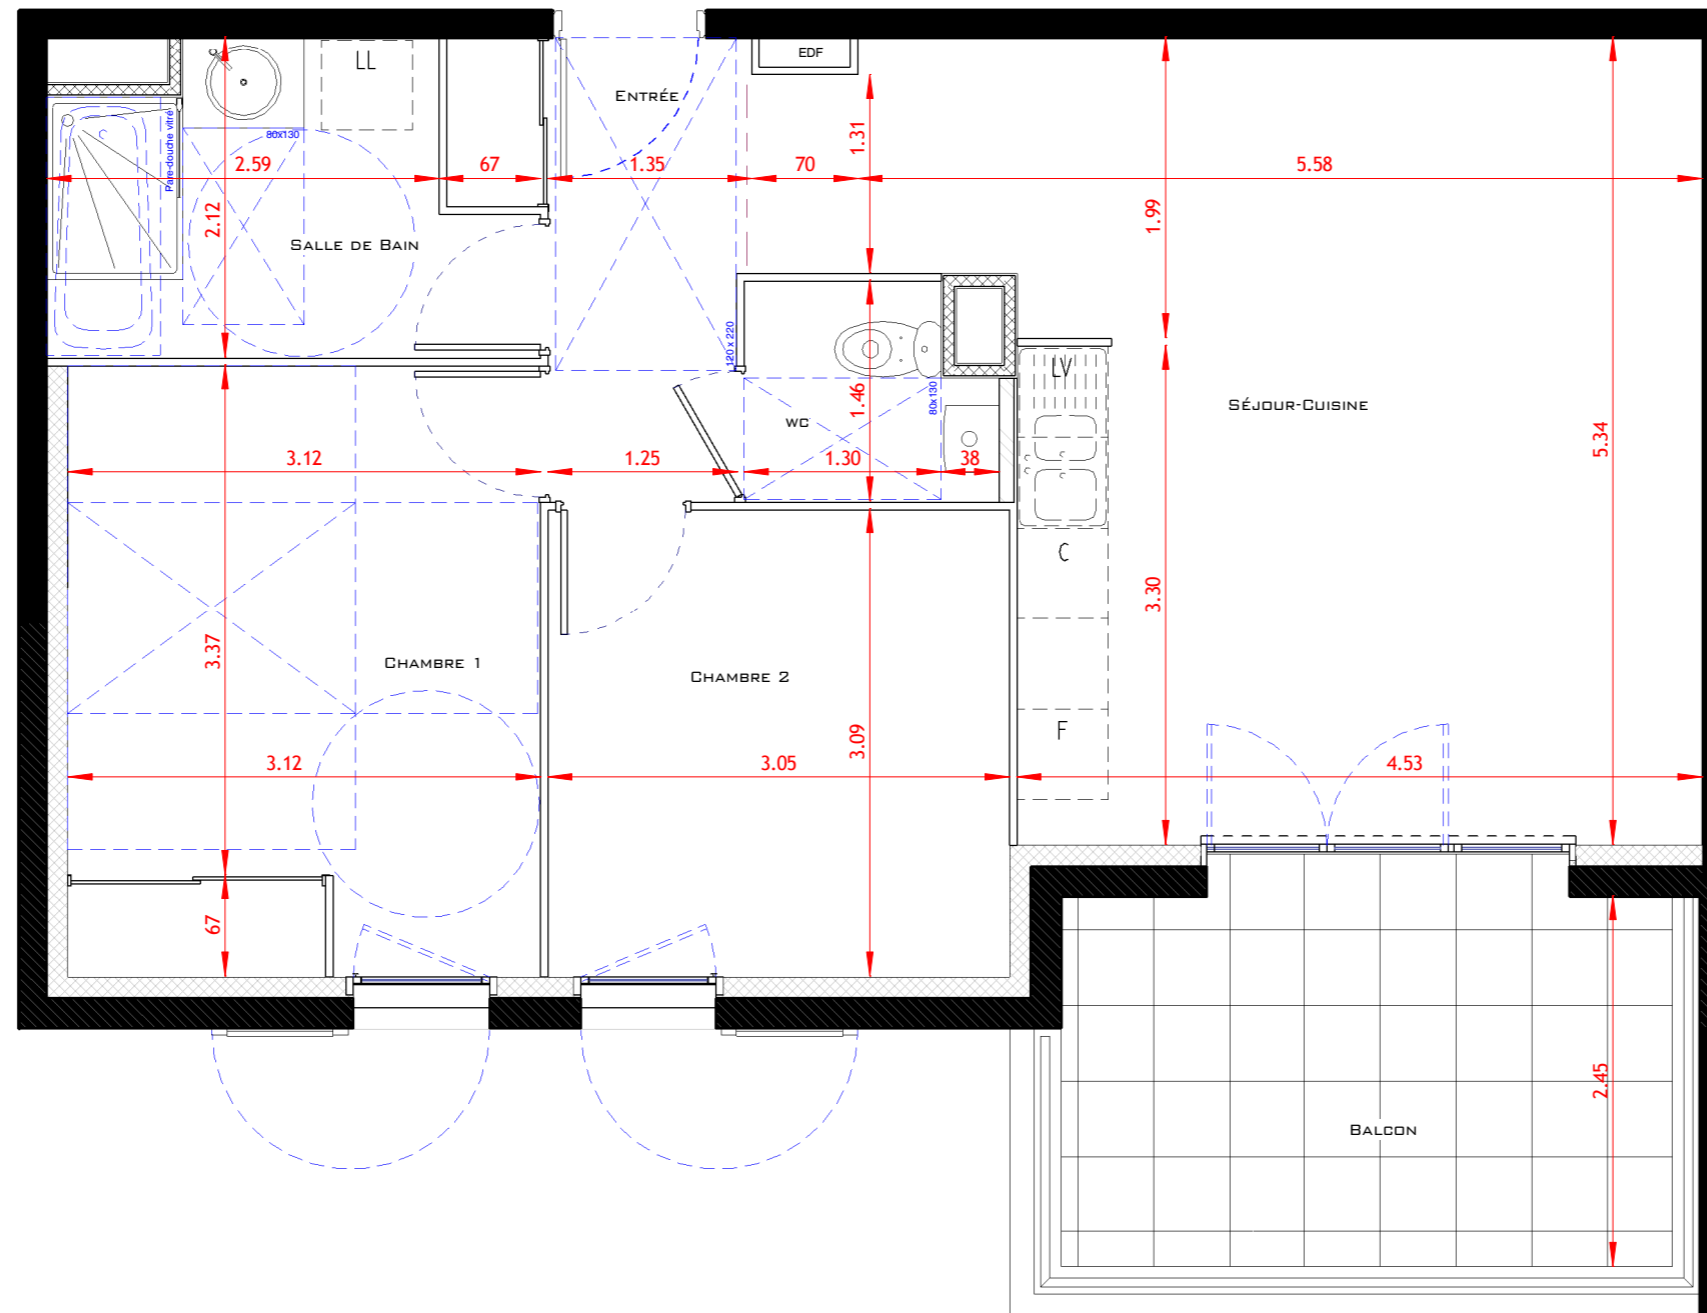 EDF
LL
ENTRÉE
Pare-douche vitré
80x130
1.31
2.59
67
1.35
70
5.58
2.12
1.99
SALLE DE BAIN
120 x 220
LV
1.46
80x130
SÉJOUR-CUISINE
WC
5.34
3.12
1.25
1.30
38
C
3.30
3.37
CHAMBRE 1
CHAMBRE 2
F
3.09
3.12
3.05
4.53
67
2.45
BALCON